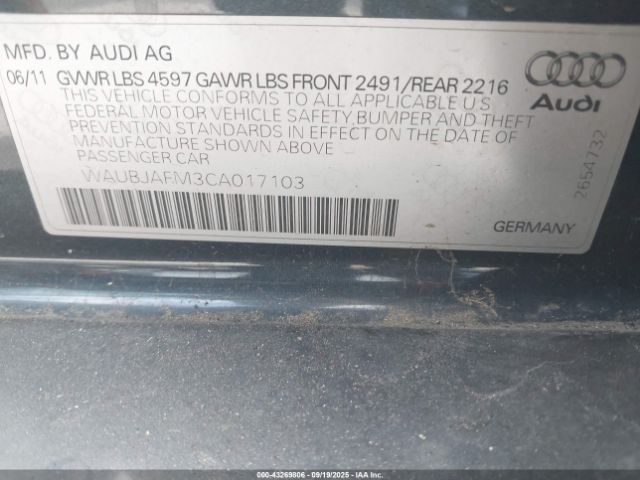 MFD. BY AUDI AG
06/11 GVWR LBS 4597 GAWR LBS FRONT 2491/REAR 2216
THIS VEHICLE CONFORMS TO ALL APPLICABLE U S
FEDERAL MOTOR VEHICLE SAFETY,BUMPER AND THEFT
PREVENTION STANDARDS IN EFFECT ON THE DATE OF
MANUFACTURE SHOWN ABOVE
PASSENGER CAR
WAUBJAFM3CA017103
Audi
2654732
GERMANY
000-43269806 - 09/19/2025 - IAAI.COM